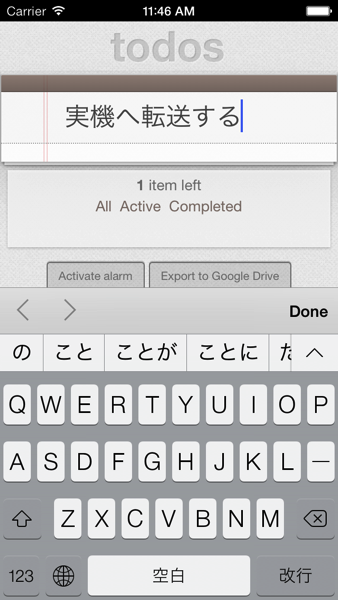 Carrier 11:46 AM
todos
実機へ転送する
1 item left
All Active Completed
Activate alarm Export to Google Drive
Done
の こと ことが ことに
Q W E R T Y U I O P
A S D F G H J K L ー
Z X C V B N M
123 空白 改行